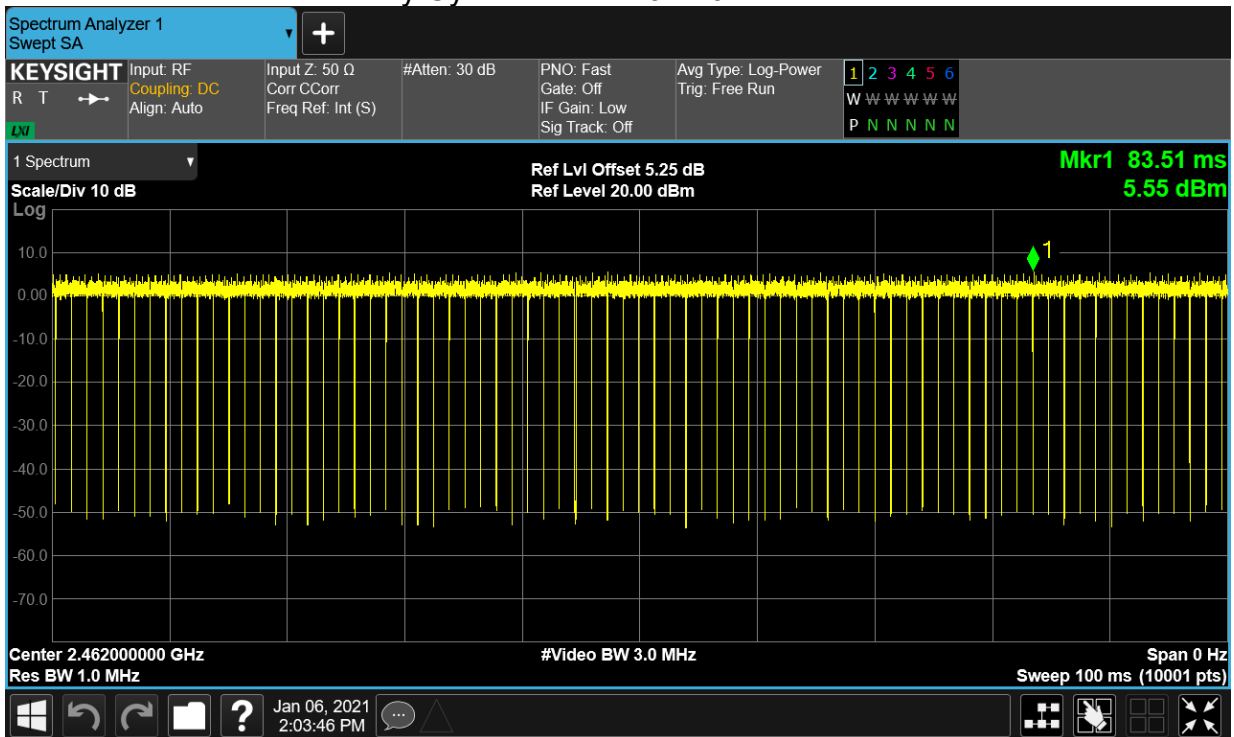 Spectrum Analyzer 1
Swept SA
KEYSIGHT
R T
LXI
Input: RF
Coupling: DC
Align: Auto
Input Z: 50 Ω
Corr CCorr
Freq Ref: Int (S)
#Atten: 30 dB
PNO: Fast
Gate: Off
IF Gain: Low
Sig Track: Off
Avg Type: Log-Power
Trig: Free Run
1 2 3 4 5 6
W W W W W W
P N N N N N
1 Spectrum
Scale/Div 10 dB
Log
Ref Lvl Offset 5.25 dB
Ref Level 20.00 dBm
Mkr1 83.51 ms
5.55 dBm
1
10.0
0.00
-10.0
-20.0
-30.0
-40.0
-50.0
-60.0
-70.0
Center 2.462000000 GHz
Res BW 1.0 MHz
#Video BW 3.0 MHz
Span 0 Hz
Sweep 100 ms (10001 pts)
?
Jan 06, 2021
2:03:46 PM